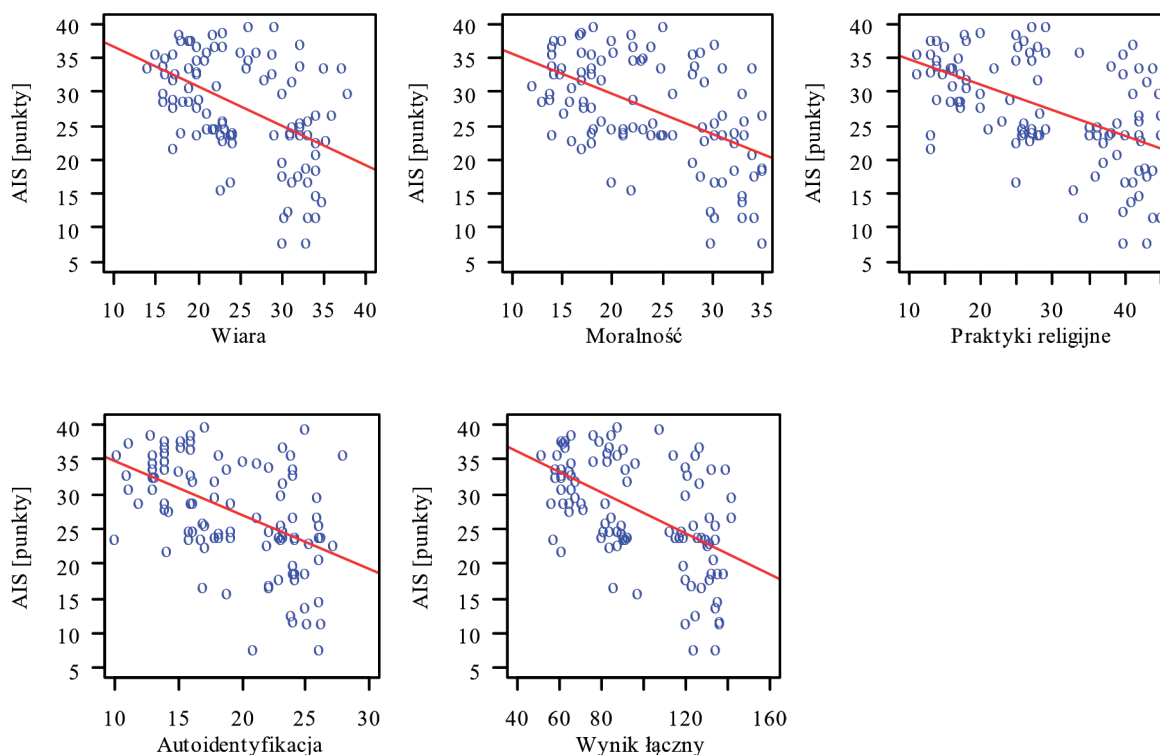 40
35
30
25
20
15
10
5
AIS [punkty]
10 15 20 25 30 35 40
Wiara
40
35
30
25
20
15
10
5
AIS [punkty]
10 15 20 25 30 35
Moralność
40
35
30
25
20
15
10
5
AIS [punkty]
10 20 30 40
Praktyki religijne
40
35
30
25
20
15
10
5
AIS [punkty]
10 15 20 25 30
Autoidentyfikacja
40
35
30
25
20
15
10
5
AIS [punkty]
40 60 80 120 160
Wynik łączny